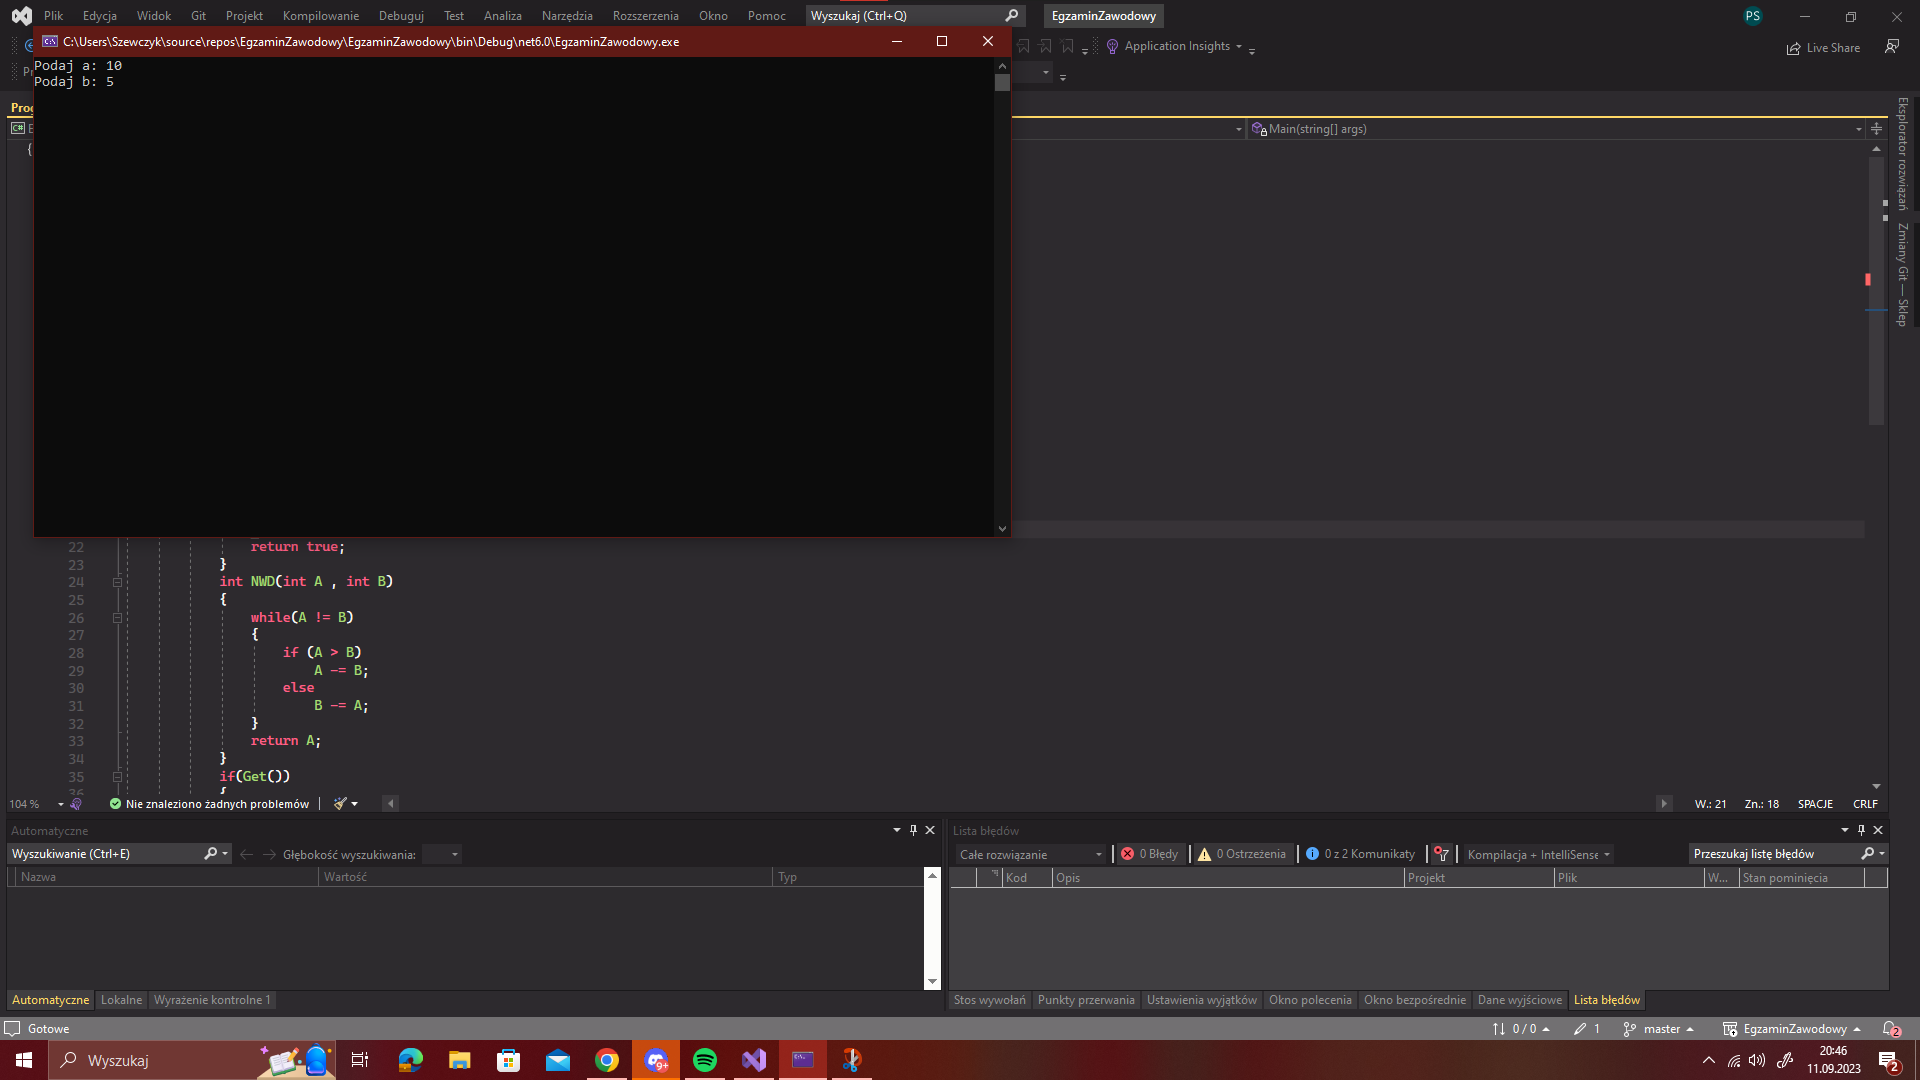 Plik Edycja Widok Git Projekt Kompilowanie Debuguj Test Analiza Narzędzia Rozszerzenia Okno Pomoc Wyszukaj (Ctrl+Q) EgzaminZawodowy PS
C:\Users\Szewczyk\source\repos\EgzaminZawodowy\EgzaminZawodowy\bin\Debug\net6.0\EgzaminZawodowy.exe
Application Insights
Live Share
Podaj a: 10
Podaj b: 5
Main(string[] args)
{
Eksplorator rozwiązań
Zmiany Git — Sklep
22 return true;
23 }
24 int NWD(int A , int B)
25 {
26 while(A != B)
27 {
28 if (A > B)
29 A -= B;
30 else
31 B -= A;
32 }
33 return A;
34 }
35 if(Get())
36 {
104 % Nie znaleziono żadnych problemów W.: 21 Zn.: 18 SPACJE CRLF
Automatyczne
Wyszukiwanie (Ctrl+E) Głębokość wyszukiwania:
Nazwa Wartość Typ
Automatyczne Lokalne Wyrażenie kontrolne 1
Lista błędów
Całe rozwiązanie 0 Błędy 0 Ostrzeżenia 0 z 2 Komunikaty Kompilacja + IntelliSense Przeszukaj listę błędów
Kod Opis Projekt Plik W... Stan pominięcia
Stos wywołań Punkty przerwania Ustawienia wyjątków Okno polecenia Okno bezpośrednie Dane wyjściowe Lista błędów
Gotowe 0 / 0 1 master EgzaminZawodowy 2
Wyszukaj 9+ 20:46
11.09.2023 2